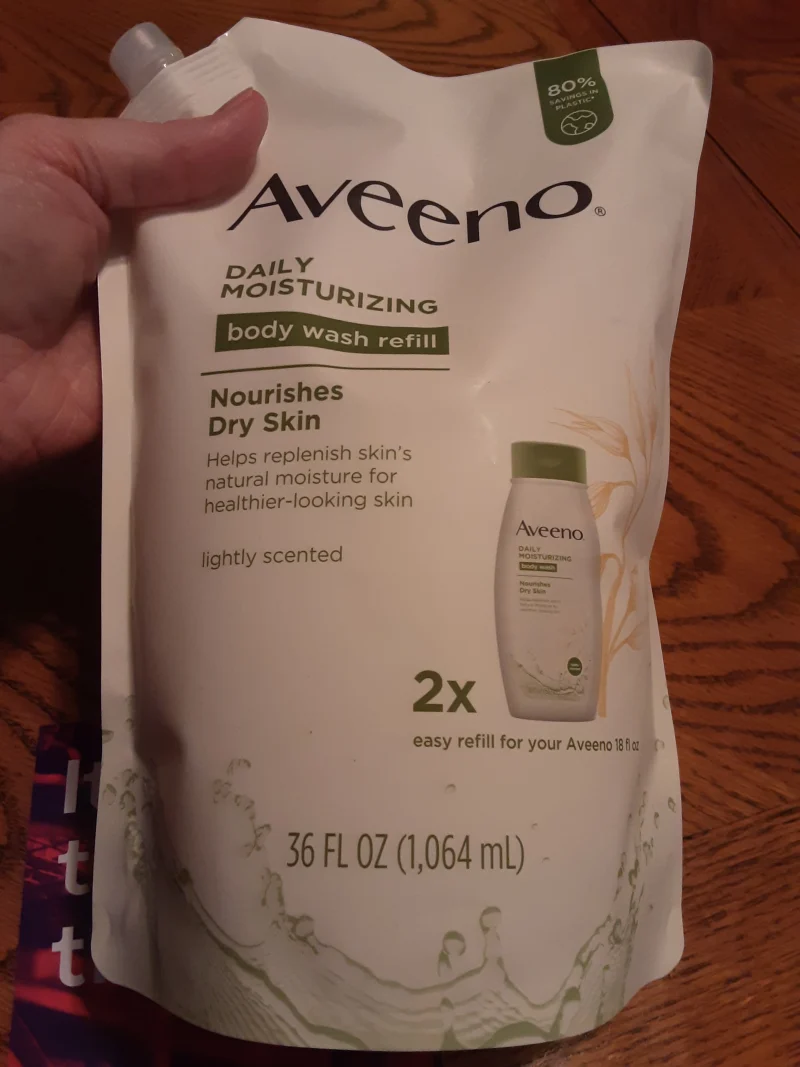 80%
SAVINGS IN
PLASTIC*
Aveeno®
DAILY
MOISTURIZING
body wash refill
Nourishes
Dry Skin
Helps replenish skin's
natural moisture for
healthier-looking skin
lightly scented
Aveeno
DAILY
MOISTURIZING
body wash
Nourishes
Dry Skin
2x
easy refill for your Aveeno 18 fl oz
36 FL OZ (1,064 mL)